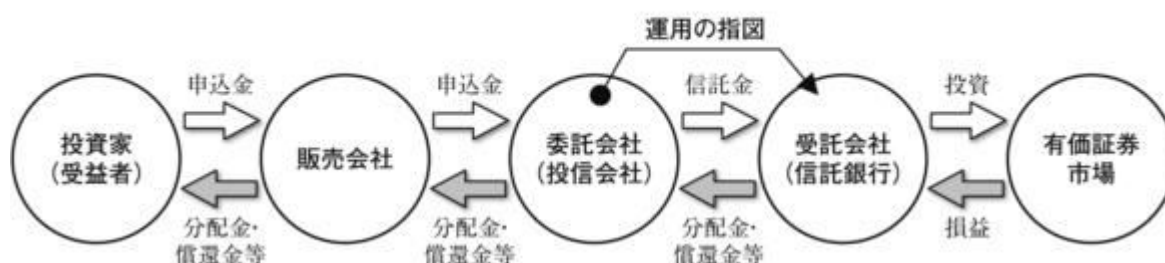 運用の指図
申込金
申込金
信託金
投資
投資家
(受益者)
販売会社
委託会社
(投信会社)
受託会社
(信託銀行)
有価証券
市場
分配金・
償還金等
分配金・
償還金等
分配金・
償還金等
損益